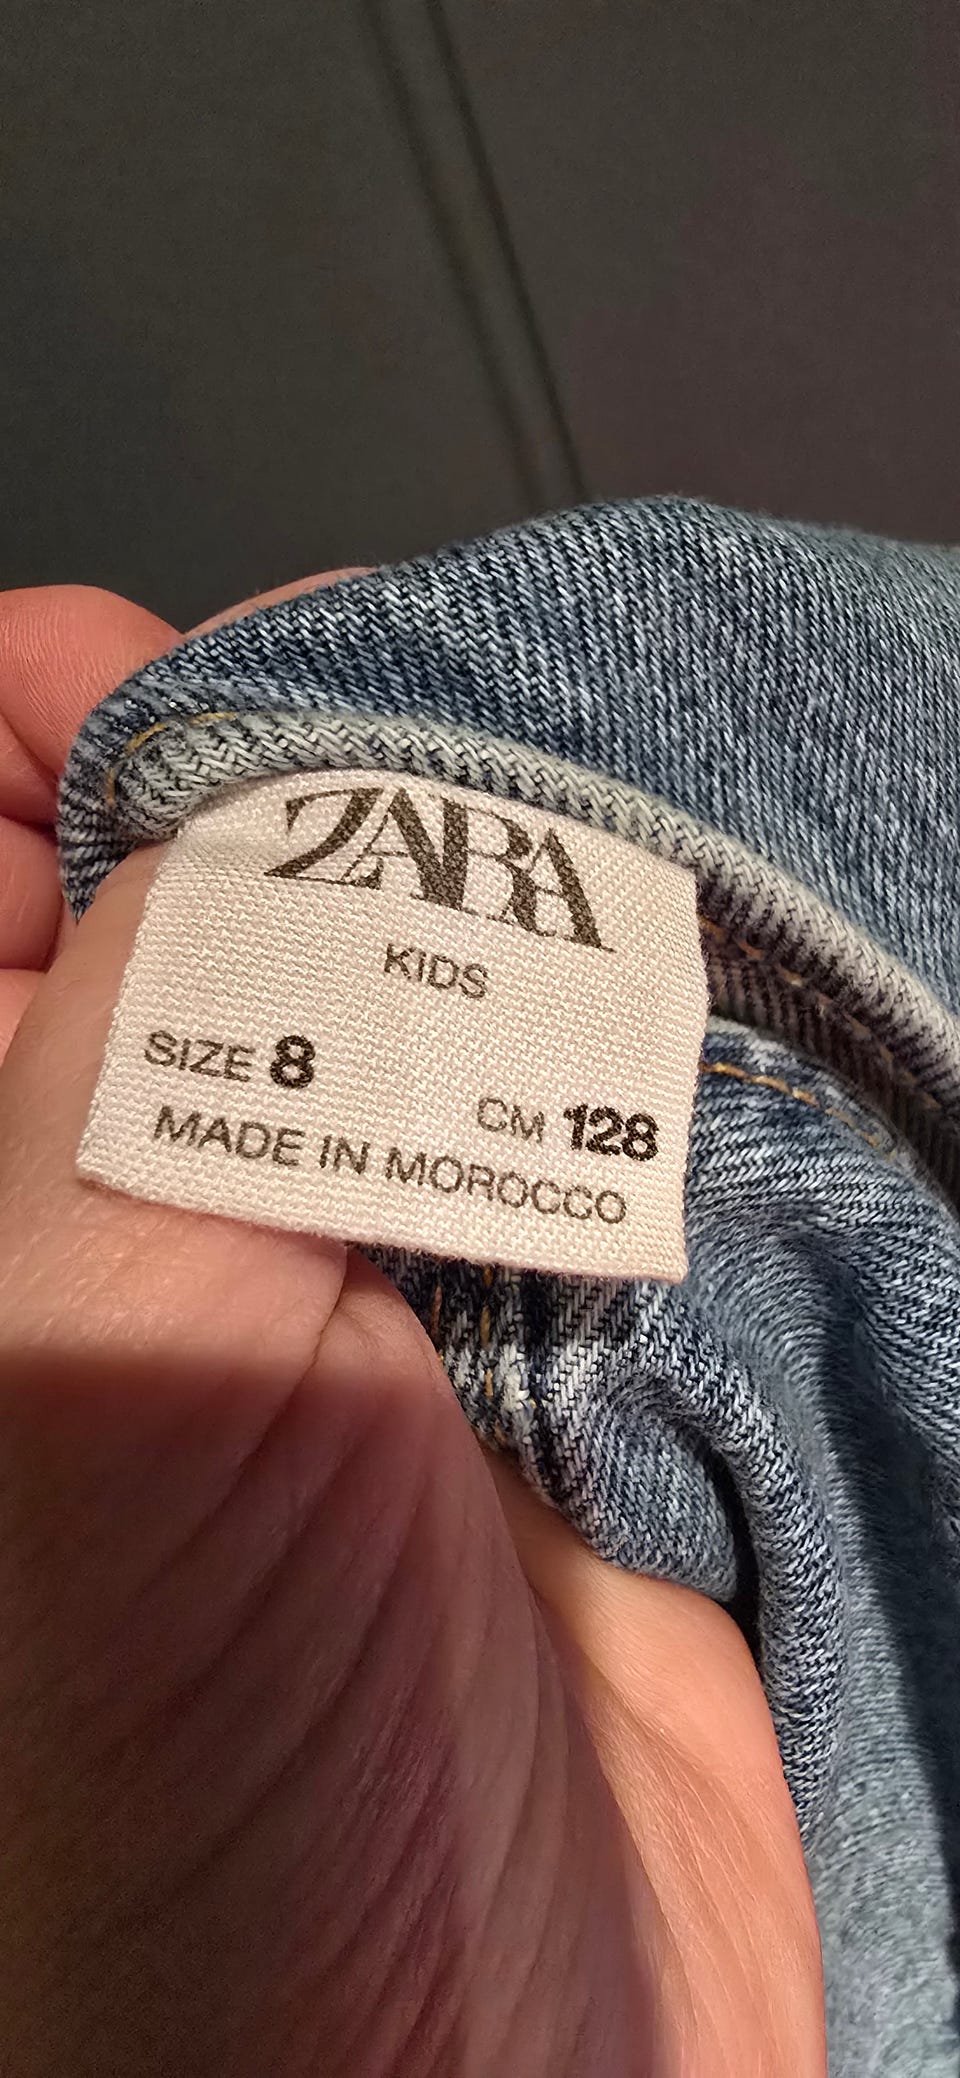 ZARA
KIDS
SIZE 8
CM 128
MADE IN MOROCCO